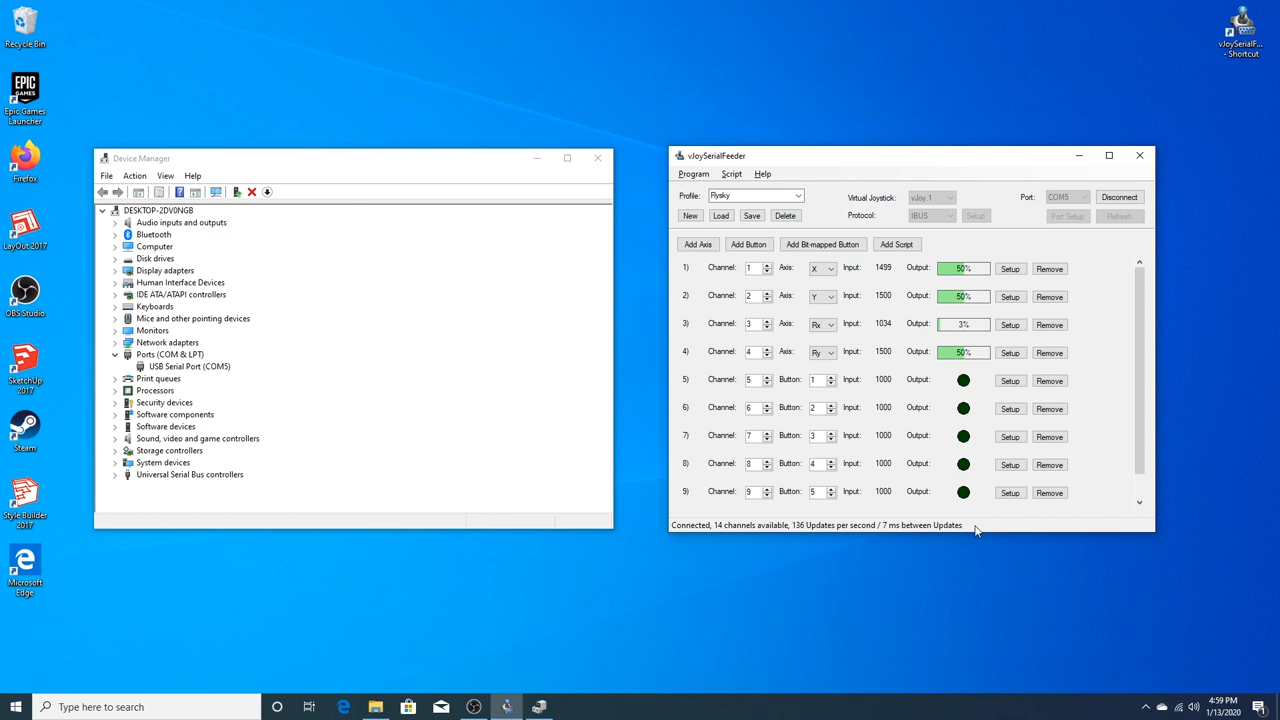 Recycle Bin
Epic Games
Launcher
Firefox
LayOut 2017
OBS Studio
SketchUp
2017
Steam
Style Builder
2017
Microsoft
Edge
vJoySerialF...
- Shortcut
Device Manager
File Action View Help
DESKTOP-2DV0NGB
Audio inputs and outputs
Bluetooth
Computer
Disk drives
Display adapters
Human Interface Devices
IDE ATA/ATAPI controllers
Keyboards
Mice and other pointing devices
Monitors
Network adapters
Ports (COM & LPT)
USB Serial Port (COM5)
Print queues
Processors
Security devices
Software components
Software devices
Sound, video and game controllers
Storage controllers
System devices
Universal Serial Bus controllers
vJoySerialFeeder
Program Script Help
Profile: Flysky Virtual Joystick: vJoy.1 Port: COM5 Disconnect
New Load Save Delete Protocol: IBUS Setup Port Setup Refresh
Add Axis Add Button Add Bit-mapped Button Add Script
1) Channel: 1 Axis: X Input: 1499 Output: 50% Setup Remove
2) Channel: 2 Axis: Y Input: 1500 Output: 50% Setup Remove
3) Channel: 3 Axis: Rx Input: 1034 Output: 3% Setup Remove
4) Channel: 4 Axis: Ry Input: 1500 Output: 50% Setup Remove
5) Channel: 5 Button: 1 Input: 1000 Output: Setup Remove
6) Channel: 6 Button: 2 Input: 1000 Output: Setup Remove
7) Channel: 7 Button: 3 Input: 1000 Output: Setup Remove
8) Channel: 8 Button: 4 Input: 1000 Output: Setup Remove
9) Channel: 9 Button: 5 Input: 1000 Output: Setup Remove
Connected, 14 channels available, 136 Updates per second / 7 ms between Updates
Type here to search
4:59 PM
1/13/2020
1